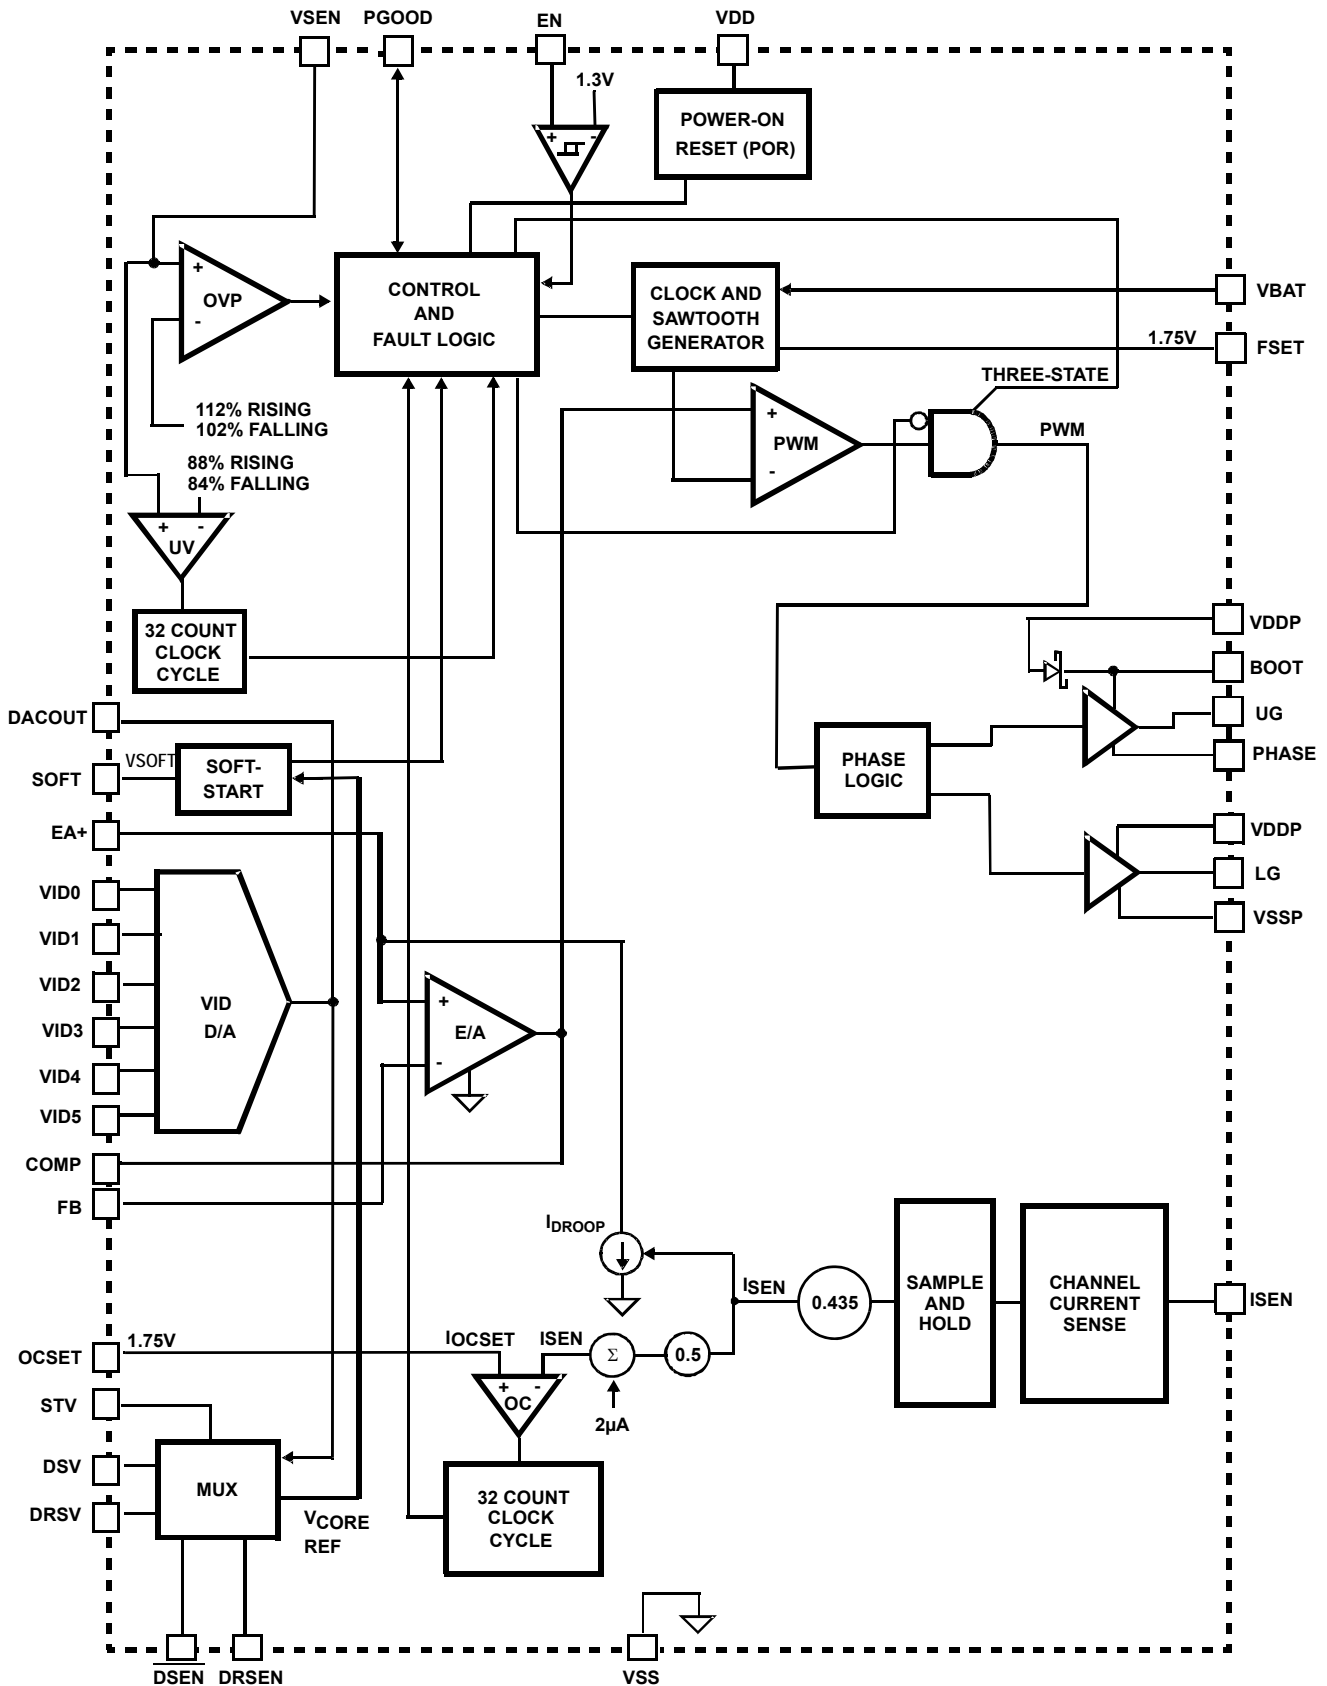 VSEN PGOOD EN VDD
1.3V
POWER-ON
RESET (POR)
+ -
+
OVP
-
CONTROL
AND
FAULT LOGIC
CLOCK AND
SAWTOOTH
GENERATOR
VBAT
1.75V
FSET
THREE-STATE
112% RISING
102% FALLING
+
PWM
-
PWM
88% RISING
84% FALLING
+ -
UV
32 COUNT
CLOCK
CYCLE
VDDP
BOOT
UG
PHASE
DACOUT
VSOFT
SOFT
SOFT-
START
PHASE
LOGIC
EA+
VDDP
LG
VSSP
VID0
VID1
VID2
VID3
VID4
VID5
VID
D/A
+
E/A
-
COMP
FB
IDROOP
ISEN
0.435
SAMPLE
AND
HOLD
CHANNEL
CURRENT
SENSE
ISEN
1.75V
OCSET
IOCSET
ISEN
Σ
0.5
2µA
+ -
OC
STV
DSV
DRSV
MUX
VCORE
REF
32 COUNT
CLOCK
CYCLE
DSEN DRSEN
VSS